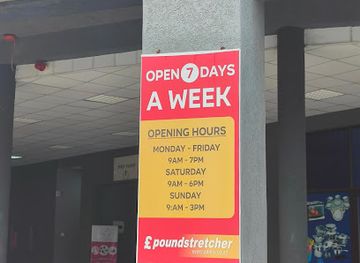 OPEN 7 DAYS
A WEEK
OPENING HOURS
MONDAY - FRIDAY
9AM - 7PM
SATURDAY
9AM - 6PM
SUNDAY
9:AM - 3PM
£poundstretcher